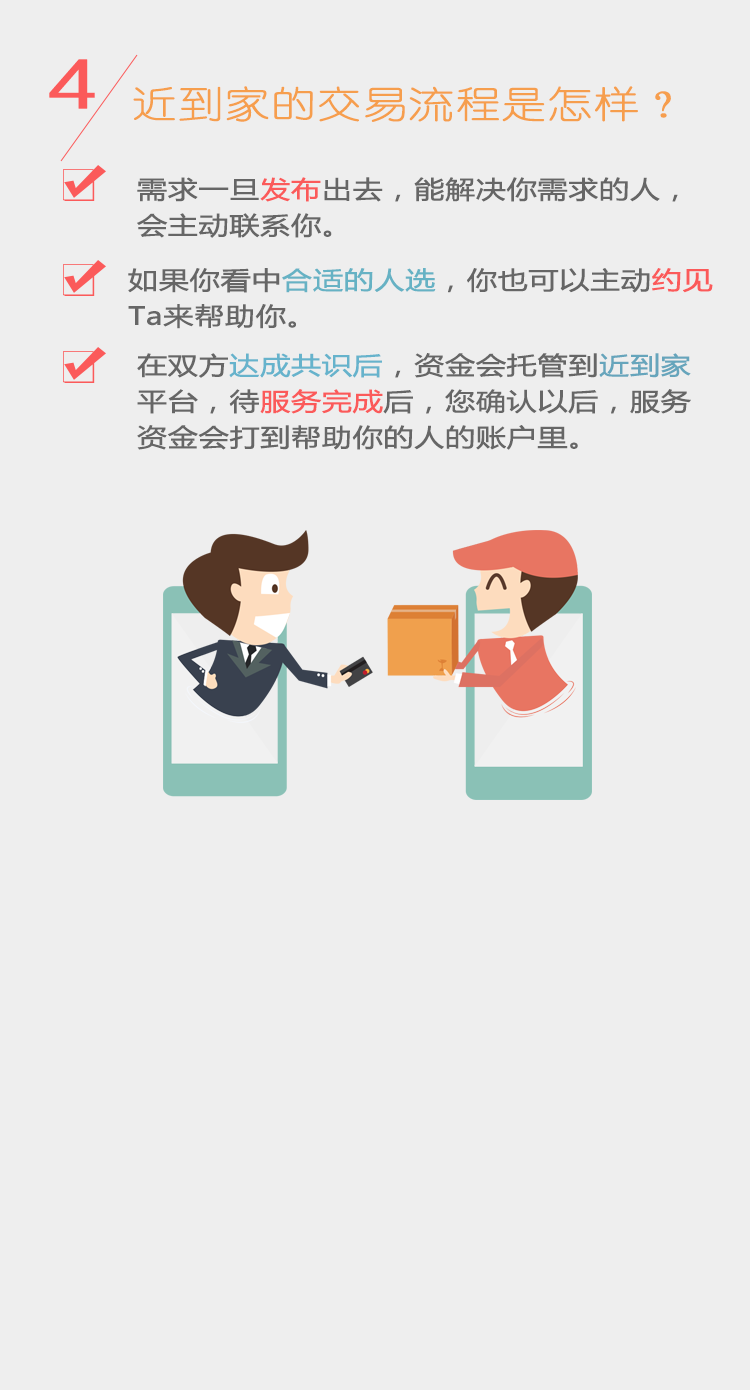 4
近到家的交易流程是怎样？
需求一旦发布出去，能解决你需求的人，
会主动联系你。
如果你看中合适的人选，你也可以主动约见
Ta来帮助你。
在双方达成共识后，资金会托管到近到家
平台，待服务完成后，您确认以后，服务
资金会打到帮助你的人的账户里。